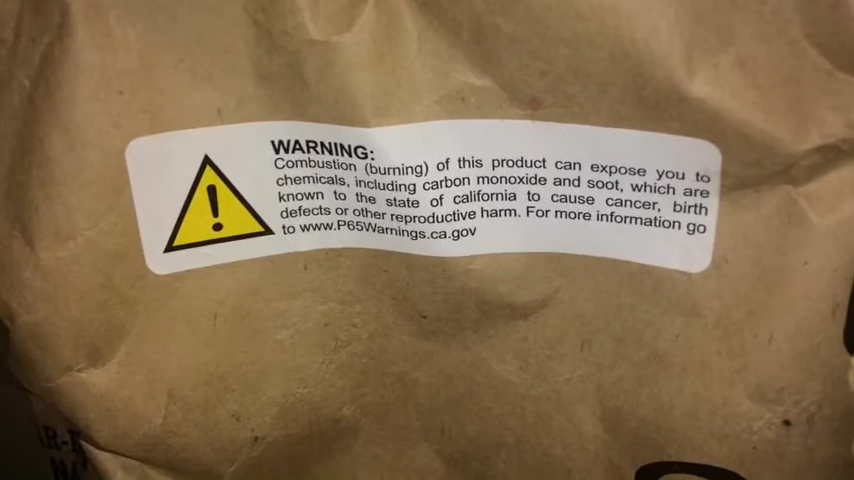 WARNING:
Combustion (burning) of this product can expose you to
chemicals, including carbon monoxide and soot, which are
known to the state of california to cause cancer, birth
defects or other reproductive harm. For more information go
to www.P65Warnings.ca.gov